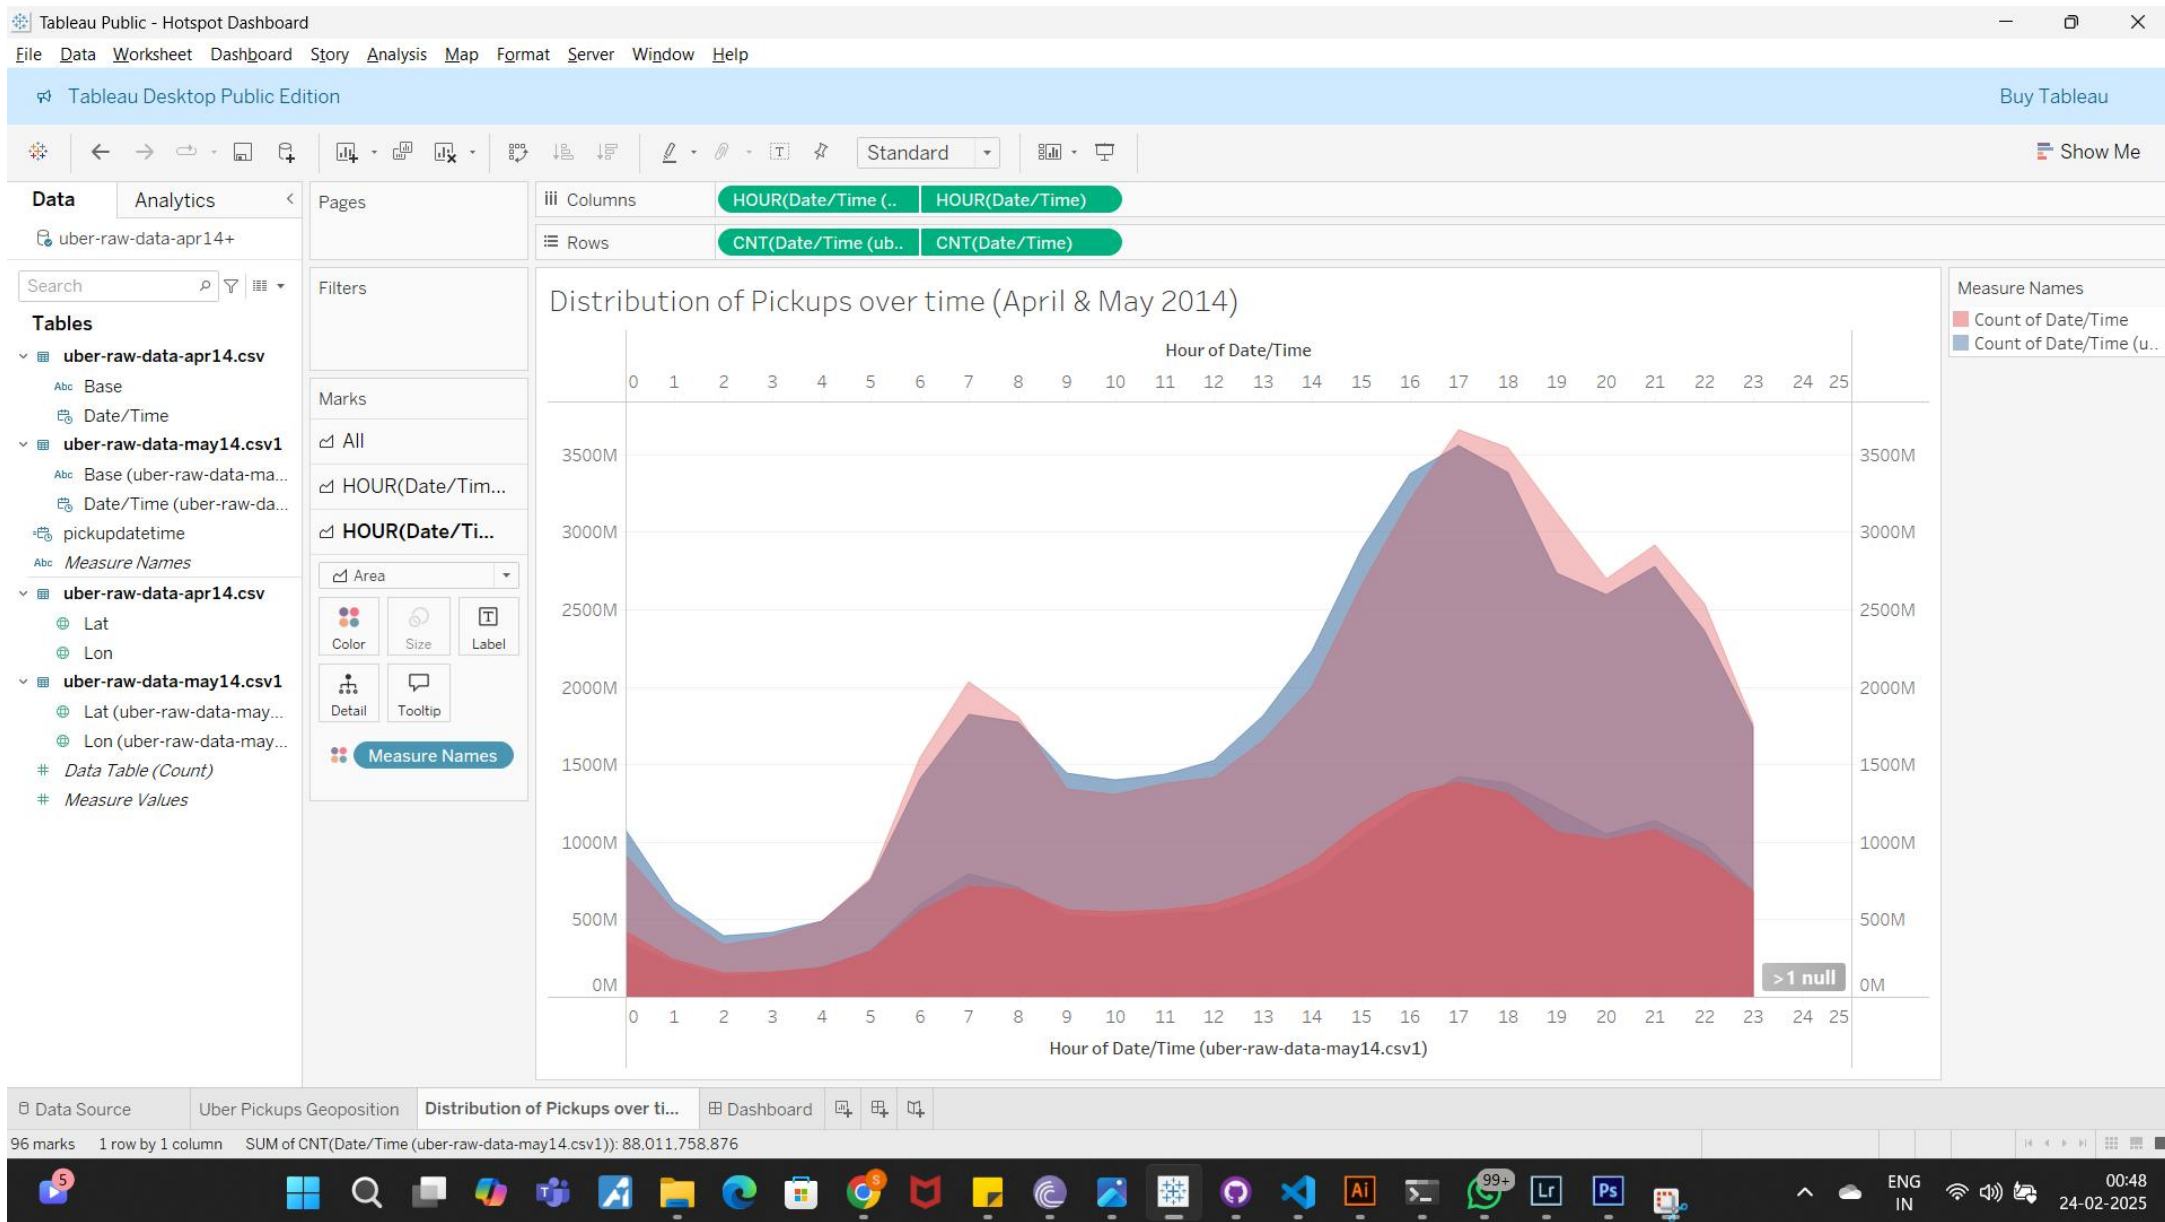 Tableau Public - Hotspot Dashboard
File Data Worksheet Dashboard Story Analysis Map Format Server Window Help
Tableau Desktop Public Edition
Buy Tableau
Standard
Show Me
Data
Analytics
uber-raw-data-apr14+
Search
Tables
uber-raw-data-apr14.csv
Abc Base
Date/Time
uber-raw-data-may14.csv1
Abc Base (uber-raw-data-ma...
Date/Time (uber-raw-da...
pickupdatetime
Abc Measure Names
uber-raw-data-apr14.csv
Lat
Lon
uber-raw-data-may14.csv1
Lat (uber-raw-data-may...
Lon (uber-raw-data-may...
# Data Table (Count)
# Measure Values
Pages
Filters
Marks
All
HOUR(Date/Tim...
HOUR(Date/Ti...
Area
Color Size Label
Detail Tooltip
Measure Names
Columns
HOUR(Date/Time (.. HOUR(Date/Time)
Rows
CNT(Date/Time (ub.. CNT(Date/Time)
Distribution of Pickups over time (April & May 2014)
Hour of Date/Time
0 1 2 3 4 5 6 7 8 9 10 11 12 13 14 15 16 17 18 19 20 21 22 23 24 25
3500M 3500M
3000M 3000M
2500M 2500M
2000M 2000M
1500M 1500M
1000M 1000M
500M 500M
0M >1 null 0M
0 1 2 3 4 5 6 7 8 9 10 11 12 13 14 15 16 17 18 19 20 21 22 23 24 25
Hour of Date/Time (uber-raw-data-may14.csv1)
Measure Names
Count of Date/Time
Count of Date/Time (u..
Data Source
Uber Pickups Geoposition
Distribution of Pickups over ti...
Dashboard
96 marks 1 row by 1 column SUM of CNT(Date/Time (uber-raw-data-may14.csv1)): 88,011,758,876
5
T
S
Ai
99+
Lr
Ps
ENG
IN
00:48
24-02-2025